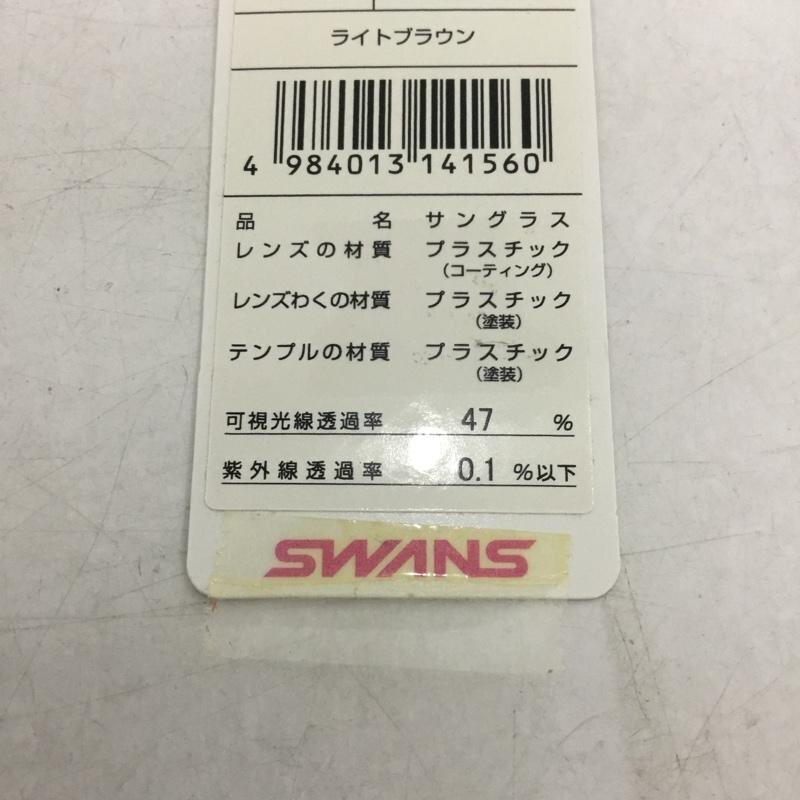 ライトブラウン
4 984013 141560
品名 サングラス
レンズの材質 プラスチック
(コーティング)
レンズわくの材質 プラスチック
(塗装)
テンプルの材質 プラスチック
(塗装)
可視光線透過率 47 %
紫外線透過率 0.1 %以下
SWANS